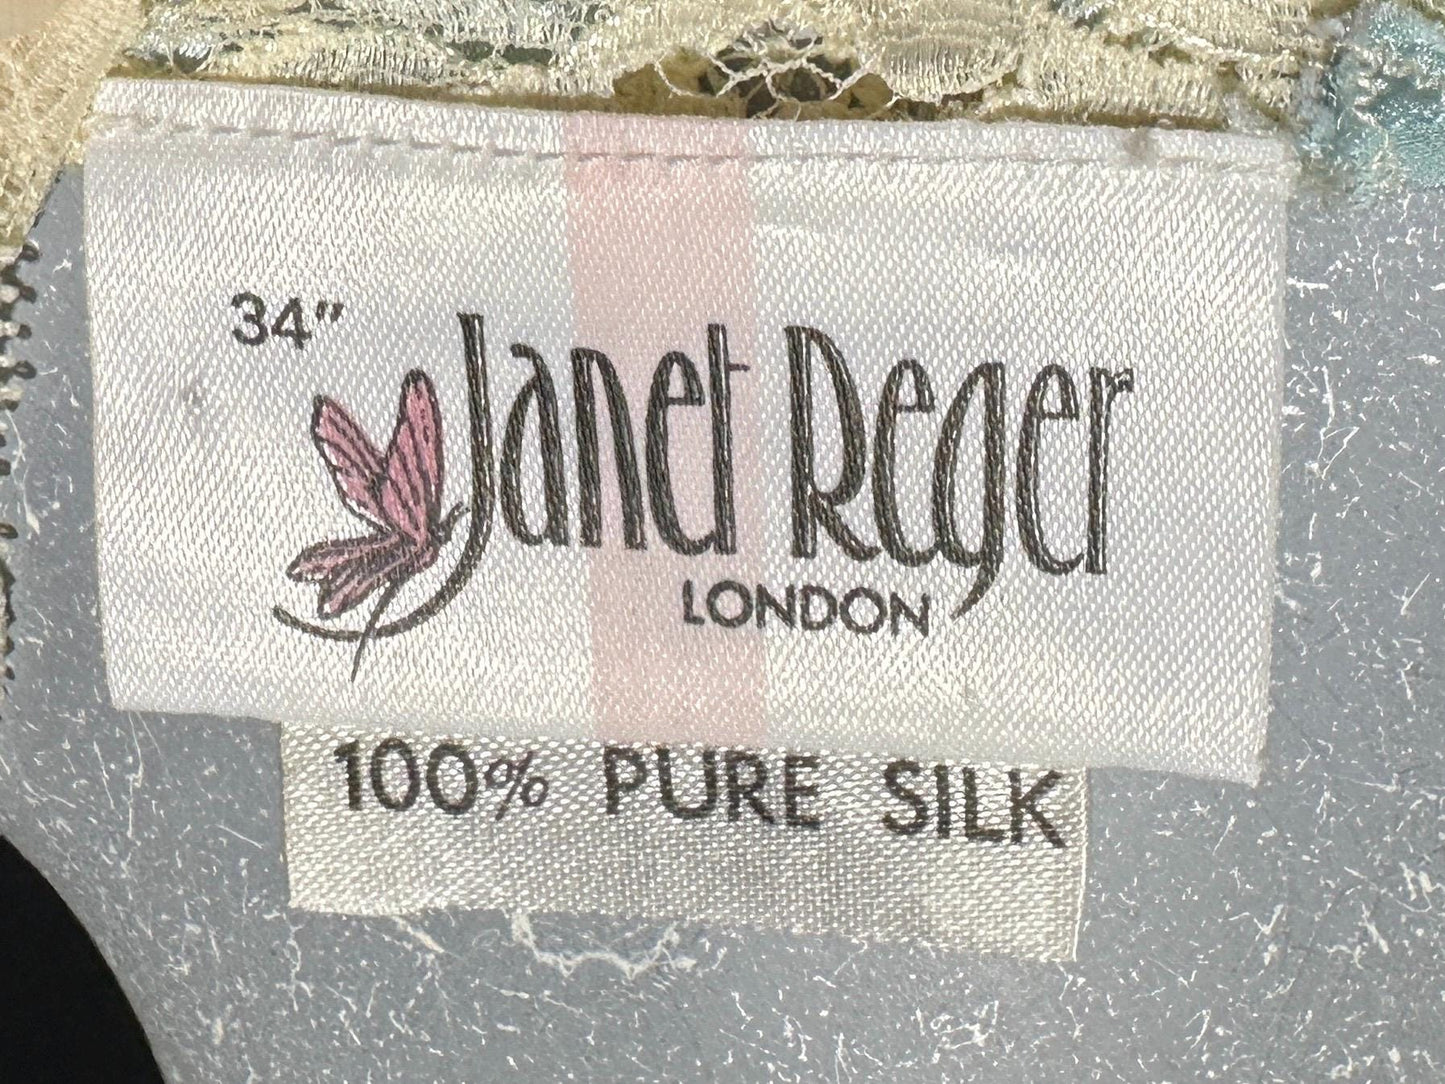 34"
Janet Reger
LONDON
100% PURE SILK